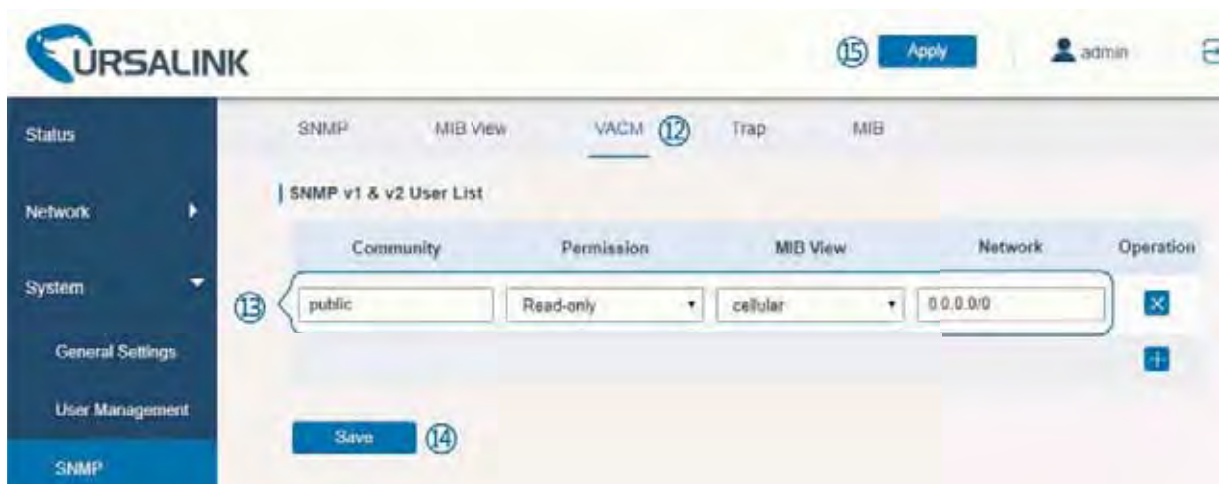 URSALINK
⑮ Apply admin
Status
SNMP MIB View VACM ⑫ Trap MIB
SNMP v1 & v2 User List
Network
Community Permission MIB View Network Operation
System
⑬ public Read-only cellular 0.0.0.0/0
General Settings
User Management
Save ⑭
SNMP